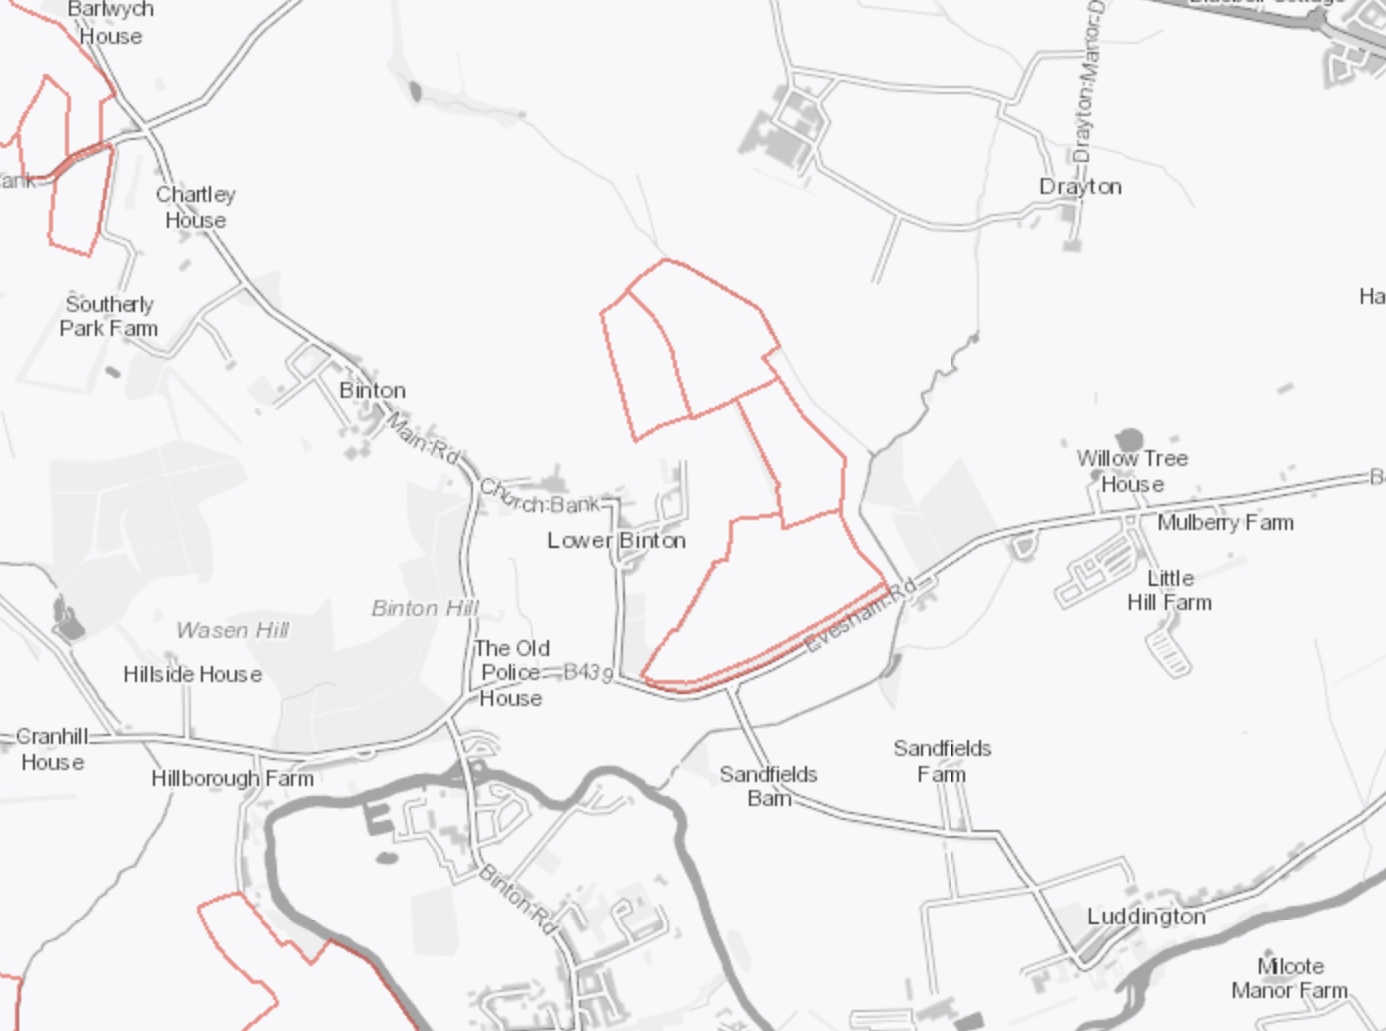 Barlwych
House
Drayton:Manor:D
Drayton
ank
Chartley
House
Southerly
Park Farm
Ha
Binton
Main:Rd
Church:Bank
Lower Binton
Willow Tree
House
Mulberry Farm
Little
Hill Farm
Evesham:Rd
Binton Hill
Wasen Hill
Hillside House
The Old
Police
House
B439
Cranhill
House
Hillborough Farm
Sandfields
Barn
Sandfields
Farm
Binton:Rd
Luddington
Milcote
Manor Farm